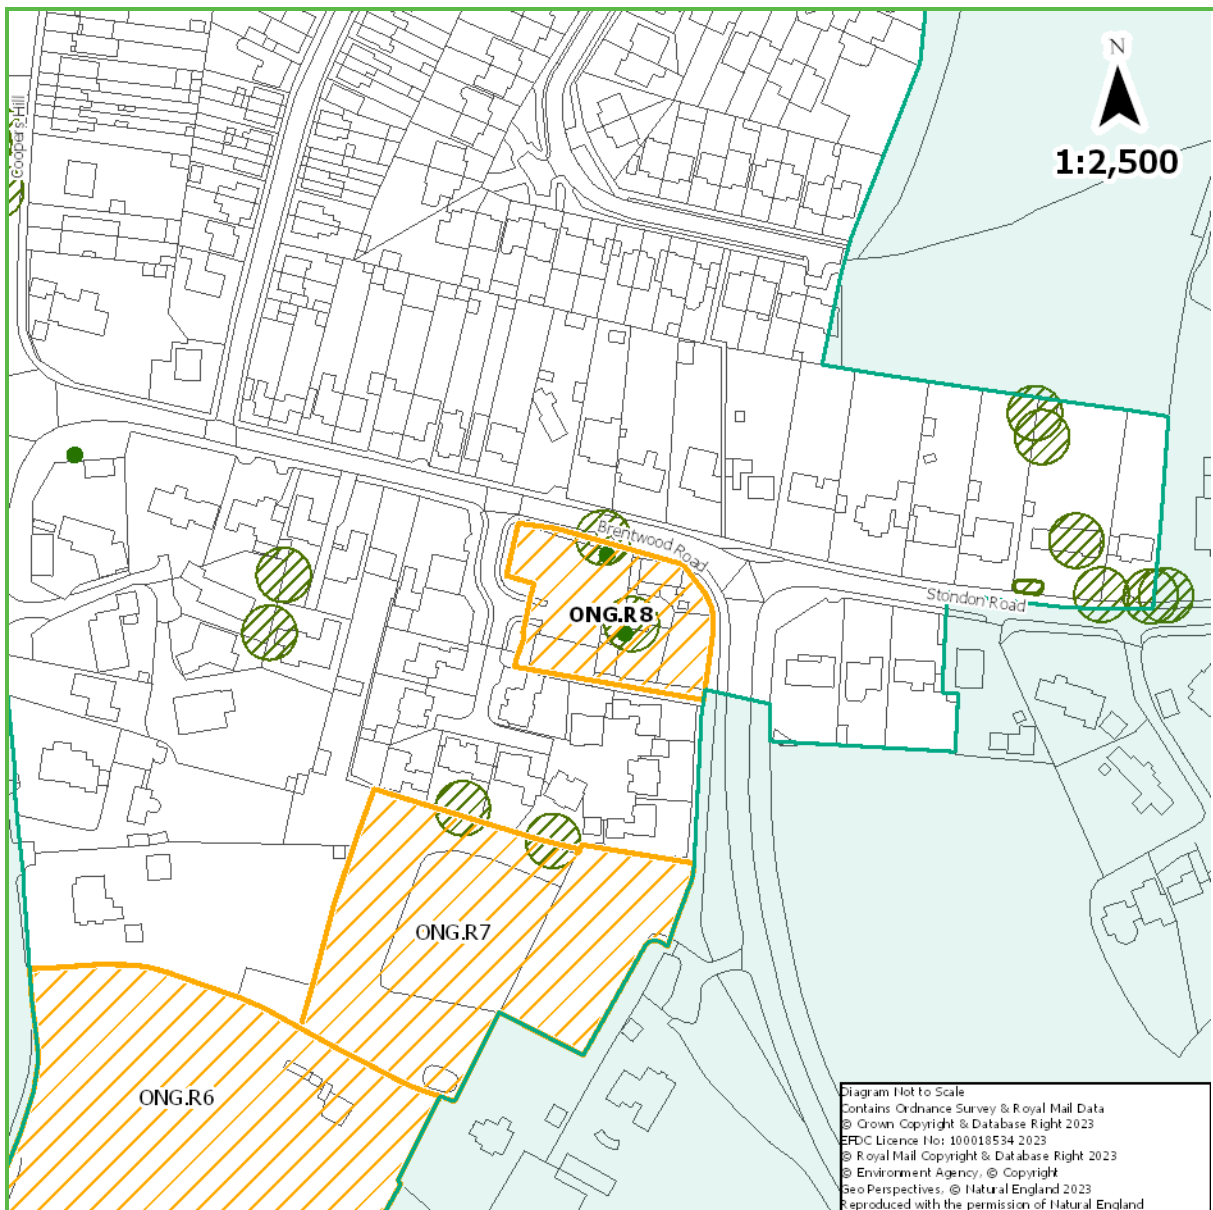 N
1:2,500
Coopers Hill
Brentwood Road
ONG.R8
Stondon Road
ONG.R7
ONG.R6
Diagram Not to Scale
Contains Ordnance Survey & Royal Mail Data
© Crown Copyright & Database Right 2023
EFDC Licence No: 100018534 2023
© Royal Mail Copyright & Database Right 2023
© Environment Agency, © Copyright
Geo Perspectives, © Natural England 2023
Reproduced with the permission of Natural England